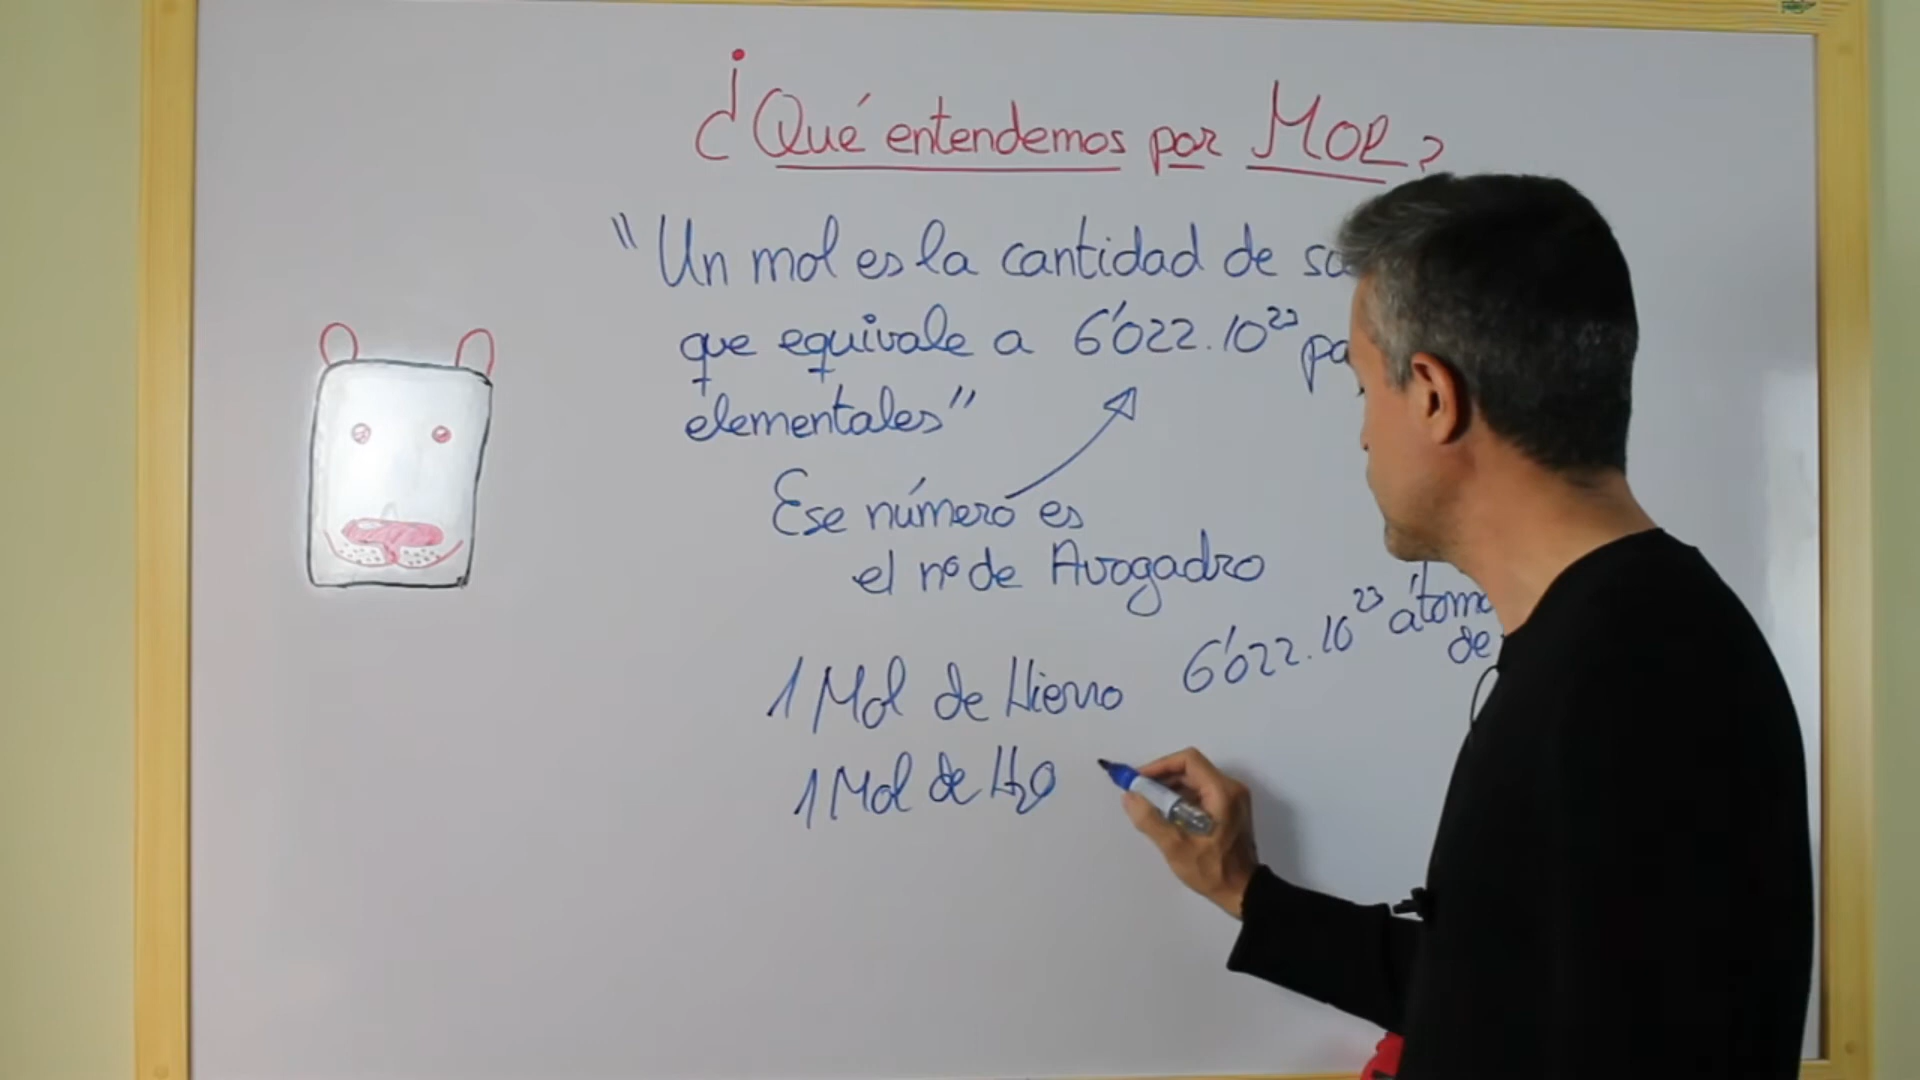 ¿Qué entendemos por Mol?
"Un mol es la cantidad de
que equivale a 6'022.10²³
elementales"
Ese número es
el nº de Avogadro
1 Mol de Hierro 6'022.10²³
de
1 Mol de H₂O